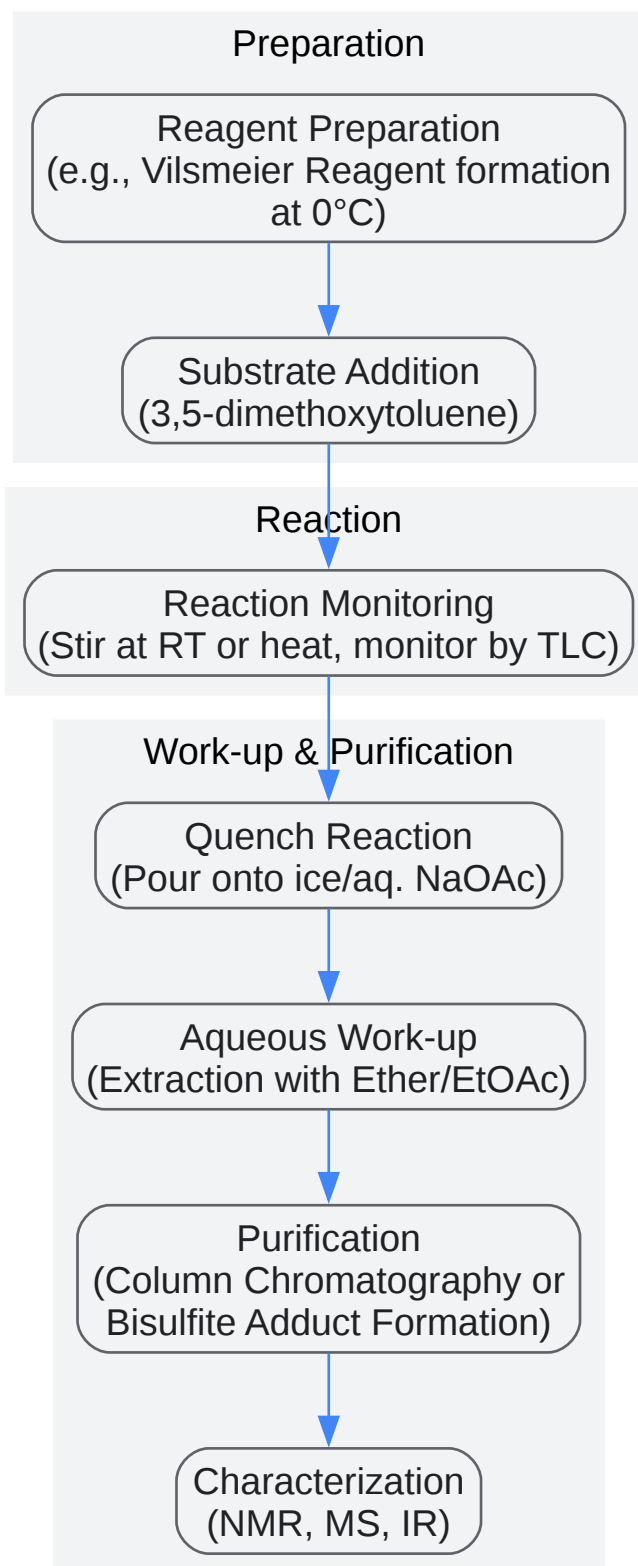 Preparation
Reagent Preparation
(e.g., Vilsmeier Reagent formation
at 0°C)
Substrate Addition
(3,5-dimethoxytoluene)
Reaction
Reaction Monitoring
(Stir at RT or heat, monitor by TLC)
Work-up & Purification
Quench Reaction
(Pour onto ice/aq. NaOAc)
Aqueous Work-up
(Extraction with Ether/EtOAc)
Purification
(Column Chromatography or
Bisulfite Adduct Formation)
Characterization
(NMR, MS, IR)